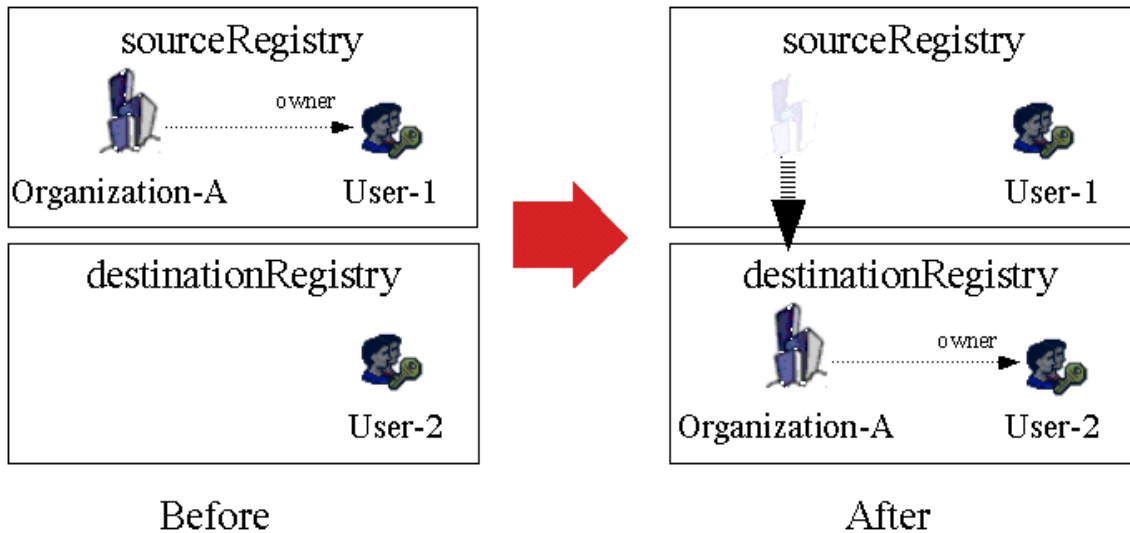 sourceRegistry
owner
Organization-A User-1
destinationRegistry
User-2
Before
sourceRegistry
User-1
destinationRegistry
owner
Organization-A User-2
After